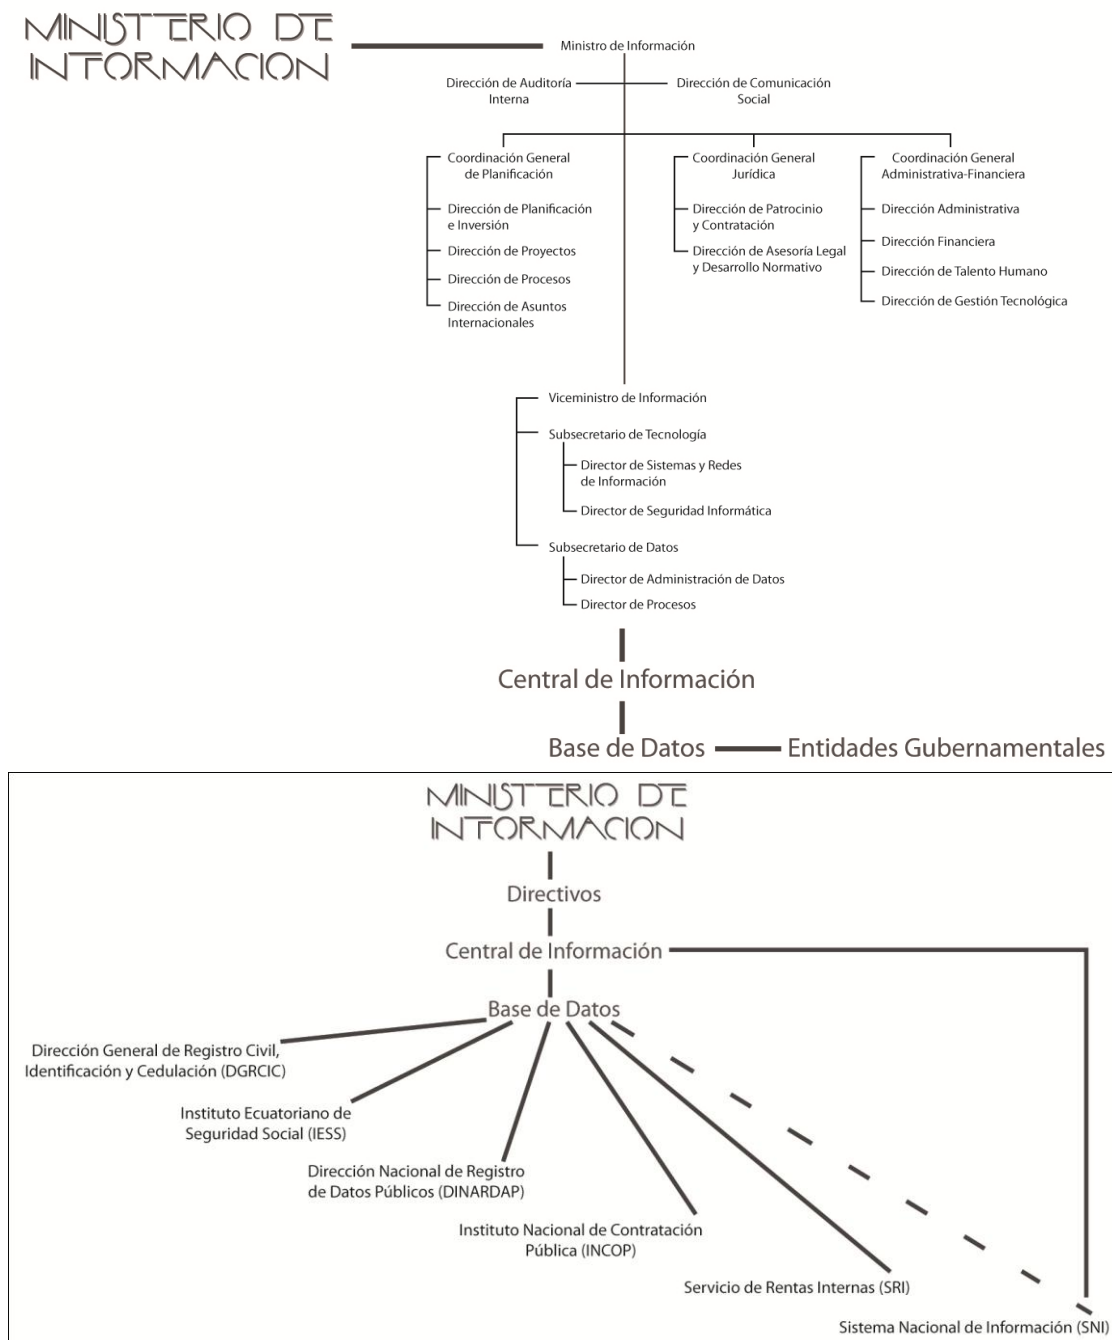 MINISTERIO DE
INFORMACION
Ministro de Información
Dirección de Auditoría
Interna
Dirección de Comunicación
Social
Coordinación General
de Planificación
Dirección de Planificación
e Inversión
Dirección de Proyectos
Dirección de Procesos
Dirección de Asuntos
Internacionales
Coordinación General
Jurídica
Dirección de Patrocinio
y Contratación
Dirección de Asesoría Legal
y Desarrollo Normativo
Coordinación General
Administrativa-Financiera
Dirección Administrativa
Dirección Financiera
Dirección de Talento Humano
Dirección de Gestión Tecnológica
Viceministro de Información
Subsecretario de Tecnología
Director de Sistemas y Redes
de Información
Director de Seguridad Informática
Subsecretario de Datos
Director de Administración de Datos
Director de Procesos
Central de Información
Base de Datos
Entidades Gubernamentales
MINISTERIO DE
INFORMACION
Directivos
Central de Información
Base de Datos
Dirección General de Registro Civil,
Identificación y Cedulación (DGRCIC)
Instituto Ecuatoriano de
Seguridad Social (IESS)
Dirección Nacional de Registro
de Datos Públicos (DINARDAP)
Instituto Nacional de Contratación
Pública (INCOP)
Servicio de Rentas Internas (SRI)
Sistema Nacional de Información (SNI)